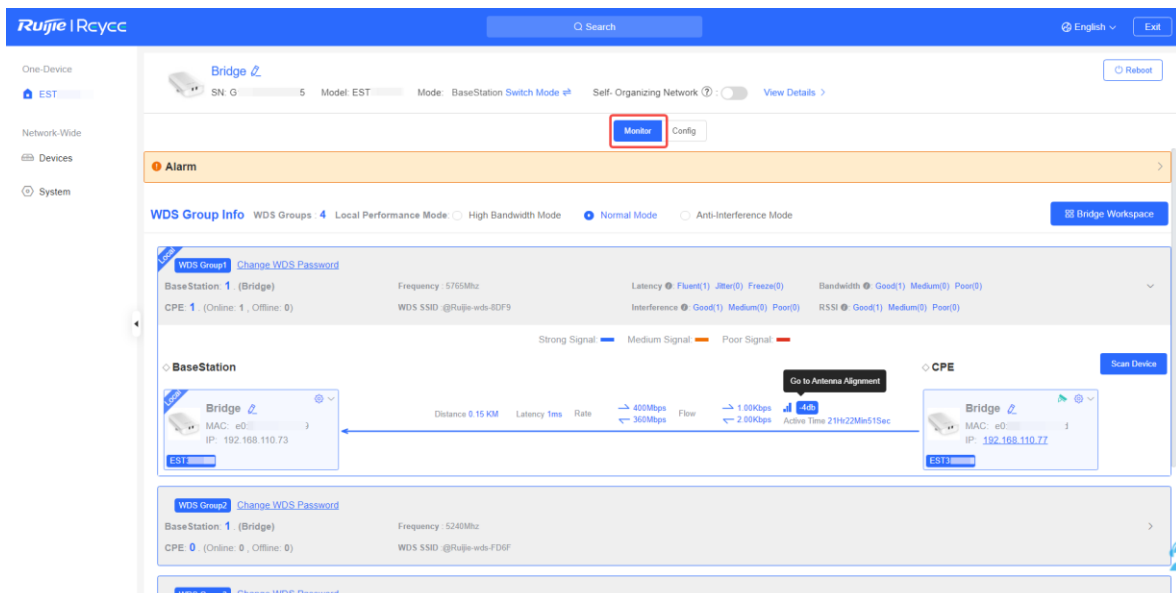 Ruijie | Rcycc
Search
English
Exit
One-Device
EST
Network-Wide
Devices
System
Bridge
Reboot
SN: G 5 Model: EST Mode: BaseStation Switch Mode Self- Organizing Network ? : View Details >
Monitor Config
Alarm
WDS Group Info WDS Groups : 4 Local Performance Mode: High Bandwidth Mode Normal Mode Anti-Interference Mode
Bridge Workspace
Local
WDS Group1 Change WDS Password
BaseStation: 1 . (Bridge) Frequency : 5765Mhz Latency : Fluent(1) Jitter(0) Freeze(0) Bandwidth : Good(1) Medium(0) Poor(0)
CPE: 1 . (Online: 1 , Offline: 0) WDS SSID :@Ruijie-wds-8DF9 Interference : Good(1) Medium(0) Poor(0) RSSI : Good(1) Medium(0) Poor(0)
Strong Signal: Medium Signal: Poor Signal:
BaseStation
CPE
Scan Device
Go to Antenna Alignment
Local
Bridge
MAC: e0:
IP: 192.168.110.73
EST
Distance 0.15 KM Latency 1ms Rate 400Mbps 360Mbps Flow 1.00Kbps 2.00Kbps -4db
Active Time 21Hr22Min51Sec
Bridge
MAC: e0:
IP: 192.168.110.77
EST3
WDS Group2 Change WDS Password
BaseStation: 1 . (Bridge) Frequency : 5240Mhz
CPE: 0 . (Online: 0 , Offline: 0) WDS SSID :@Ruijie-wds-FD6F